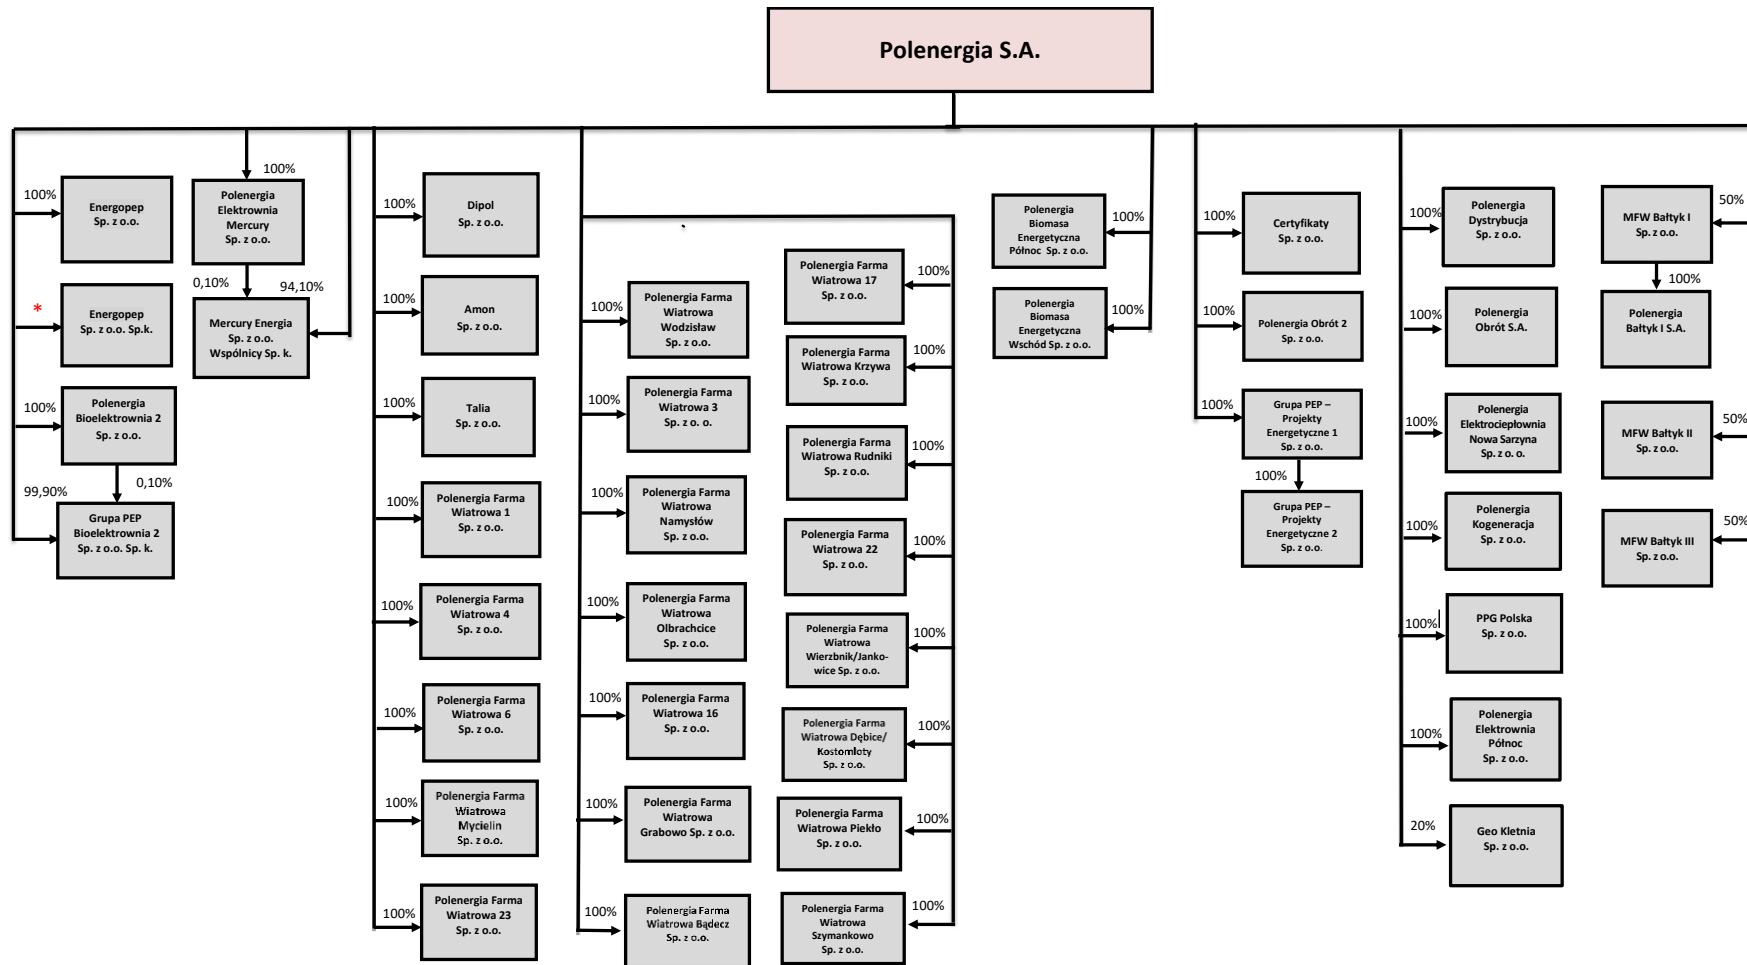 Polenergia S.A.
100%
Energopep
Sp. z o.o.
*
Energopep
Sp. z o.o. Sp.k.
100%
Polenergia
Bioelektrownia 2
Sp. z o.o.
99,90%
0,10%
Grupa PEP
Bioelektrownia 2
Sp. z o.o. Sp. k.
100%
Polenergia
Elektrownia
Mercury
Sp. z o.o.
0,10%
94,10%
Mercury Energia
Sp. z o.o.
Wspólnicy Sp. k.
100%
Dipol
Sp. z o.o.
100%
Amon
Sp. z o.o.
100%
Talia
Sp. z o.o.
100%
Polenergia Farma
Wiatrowa 1
Sp. z o.o.
100%
Polenergia Farma
Wiatrowa 4
Sp. z o.o.
100%
Polenergia Farma
Wiatrowa 6
Sp. z o.o.
100%
Polenergia Farma
Wiatrowa
Mycielin
Sp. z o.o.
100%
Polenergia Farma
Wiatrowa 23
Sp. z o.o.
100%
Polenergia Farma
Wiatrowa
Wodzisław
Sp. z o.o.
100%
Polenergia Farma
Wiatrowa 3
Sp. z o. o.
100%
Polenergia Farma
Wiatrowa
Namysłów
Sp. z o.o.
100%
Polenergia Farma
Wiatrowa
Olbrachcice
Sp. z o.o.
100%
Polenergia Farma
Wiatrowa 16
Sp. z o.o.
100%
Polenergia Farma
Wiatrowa
Grabowo Sp. z o.o.
100%
Polenergia Farma
Wiatrowa Bądecz
Sp. z o.o.
100%
Polenergia Farma
Wiatrowa 17
Sp. z o.o.
100%
Polenergia Farma
Wiatrowa Krzywa
Sp. z o.o.
100%
Polenergia Farma
Wiatrowa Rudniki
Sp. z o.o.
100%
Polenergia Farma
Wiatrowa 22
Sp. z o.o.
100%
Polenergia Farma
Wiatrowa
Wierzbnik/Janko-
wice Sp. z o.o.
100%
Polenergia Farma
Wiatrowa Dębice/
Kostomłoty
Sp. z o.o.
100%
Polenergia Farma
Wiatrowa Piekło
Sp. z o.o.
100%
Polenergia Farma
Wiatrowa
Szymankowo
Sp. z o.o.
100%
Polenergia
Biomasa
Energetyczna
Północ Sp. z o.o.
100%
Polenergia
Biomasa
Energetyczna
Wschód Sp. z o.o.
100%
Certyfikaty
Sp. z o.o.
100%
Polenergia Obrót 2
Sp. z o.o.
100%
Grupa PEP –
Projekty
Energetyczne 1
Sp. z o.o.
100%
Grupa PEP –
Projekty
Energetyczne 2
Sp. z o.o.
100%
Polenergia
Dystrybucja
Sp. z o.o.
100%
Polenergia
Obrót S.A.
100%
Polenergia
Elektrociepłownia
Nowa Sarzyna
Sp. z o. o.
100%
Polenergia
Kogeneracja
Sp. z o.o.
100%
PPG Polska
Sp. z o.o.
100%
Polenergia
Elektrownia
Północ
Sp. z o.o.
20%
Geo Kletnia
Sp. z o.o.
50%
MFW Bałtyk I
Sp. z o.o.
100%
Polenergia
Bałtyk I S.A.
50%
MFW Bałtyk II
Sp. z o.o.
50%
MFW Bałtyk III
Sp. z o.o.